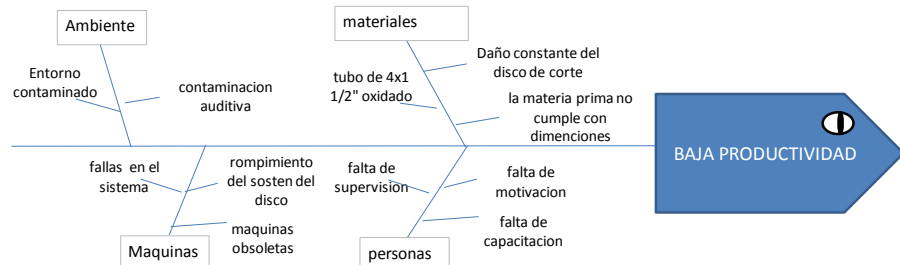 Ambiente
materiales
Entorno
contaminado
contaminacion
auditiva
tubo de 4x1
1/2" oxidado
Daño constante del
disco de corte
la materia prima no
cumple con
dimenciones
BAJA PRODUCTIVIDAD
fallas en el
sistema
rompimiento
del sosten del
disco
maquinas
obsoletas
falta de
supervision
falta de
motivacion
falta de
capacitacion
Maquinas
personas